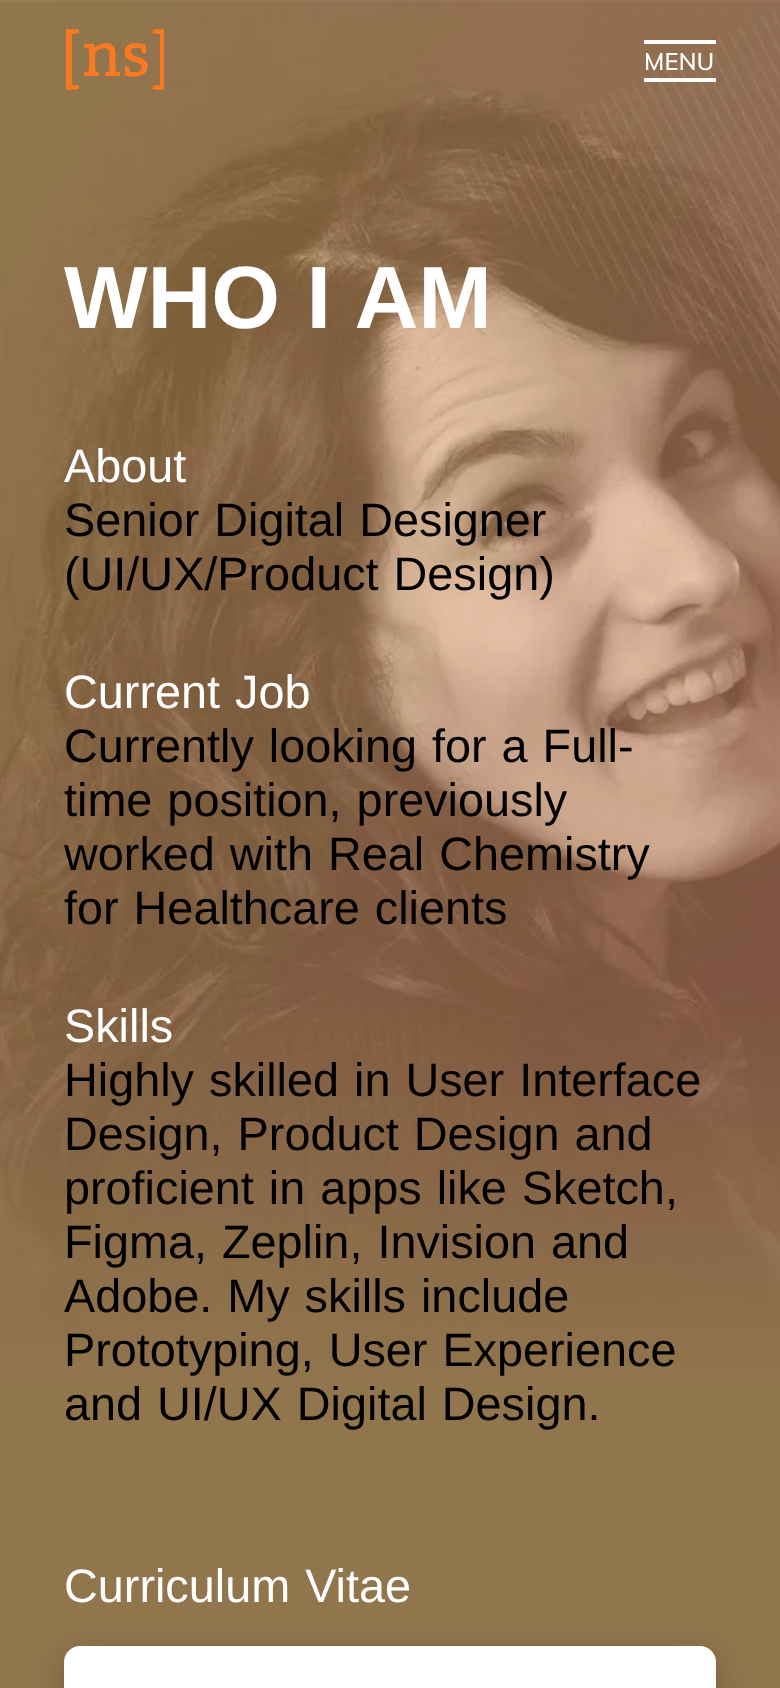 [ns]
MENU
WHO I AM
About
Senior Digital Designer
(UI/UX/Product Design)
Current Job
Currently looking for a Full-
time position, previously
worked with Real Chemistry
for Healthcare clients
Skills
Highly skilled in User Interface
Design, Product Design and
proficient in apps like Sketch,
Figma, Zeplin, Invision and
Adobe. My skills include
Prototyping, User Experience
and UI/UX Digital Design.
Curriculum Vitae